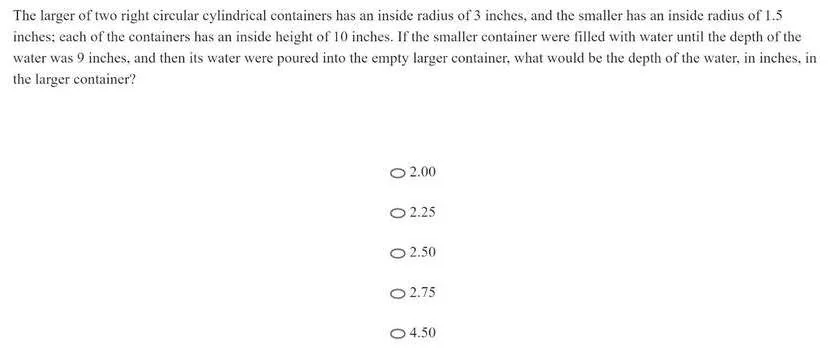 The larger of two right circular cylindrical containers has an inside radius of 3 inches, and the smaller has an inside radius of 1.5
inches; each of the containers has an inside height of 10 inches. If the smaller container were filled with water until the depth of the
water was 9 inches, and then its water were poured into the empty larger container, what would be the depth of the water, in inches, in
the larger container?
2.00
2.25
2.50
2.75
4.50